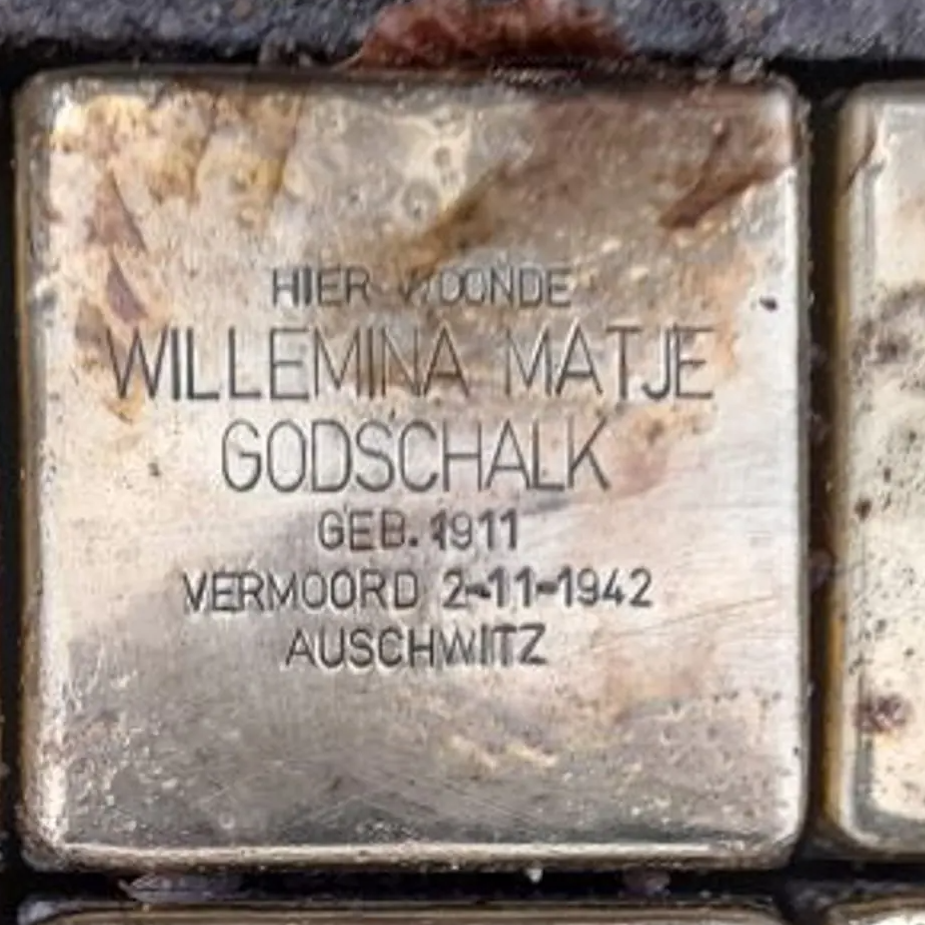 HIER WOONDE
WILLEMINA MATJE
GODSCHALK
GEB. 1911
VERMOORD 2-11-1942
AUSCHWITZ